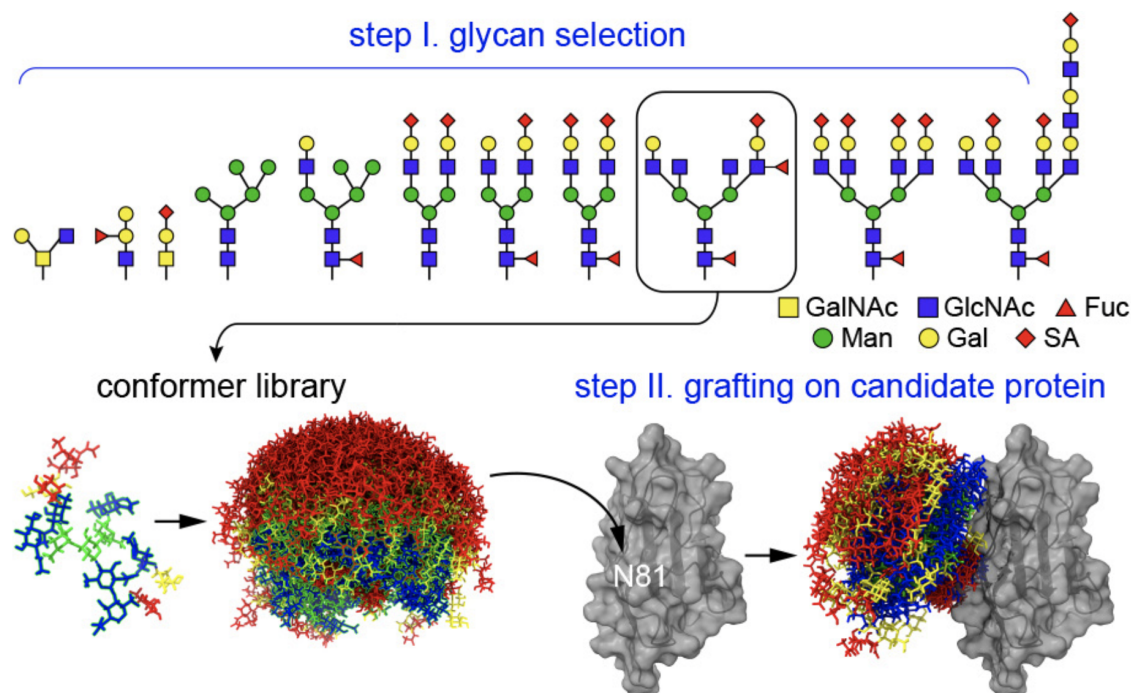 step I. glycan selection
GalNAc GlcNAc Fuc
Man Gal SA
conformer library
step II. grafting on candidate protein
N81